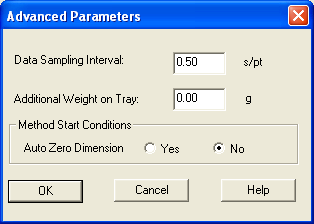 Advanced Parameters
Data Sampling Interval: 0.50 s/pt
Additional Weight on Tray: 0.00 g
Method Start Conditions
Auto Zero Dimension Yes No
OK Cancel Help